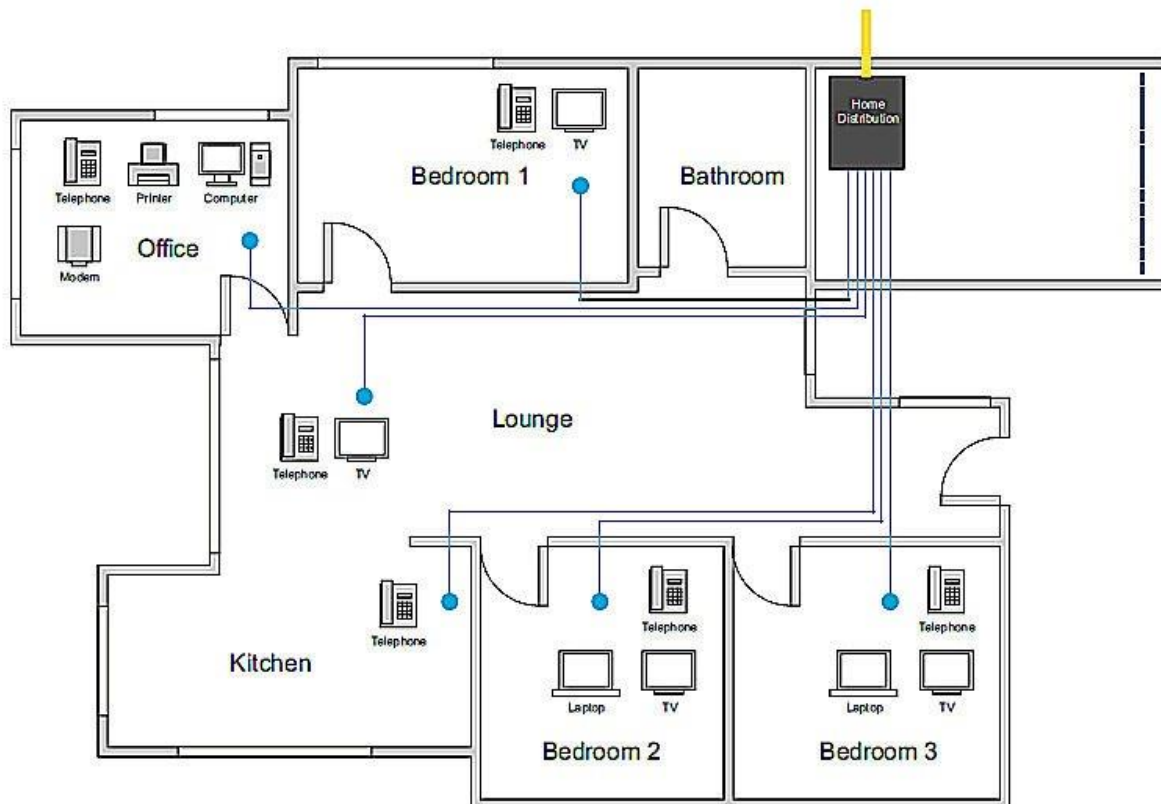 Home
Distribution
Telephone
TV
Bedroom 1
Bathroom
Telephone
Printer
Computer
Office
Modem
Lounge
Telephone
TV
Telephone
Kitchen
Telephone
Laptop
TV
Bedroom 2
Telephone
Laptop
TV
Bedroom 3